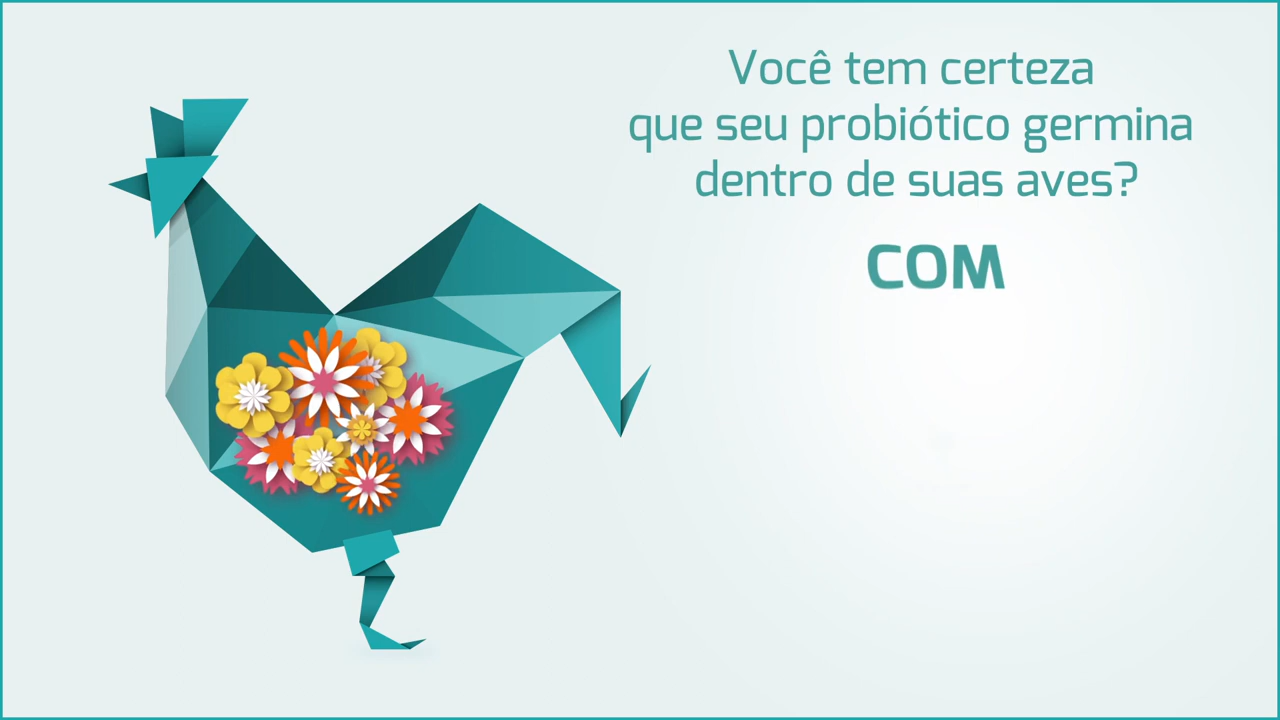 Você tem certeza
que seu probiótico germina
dentro de suas aves?
COM